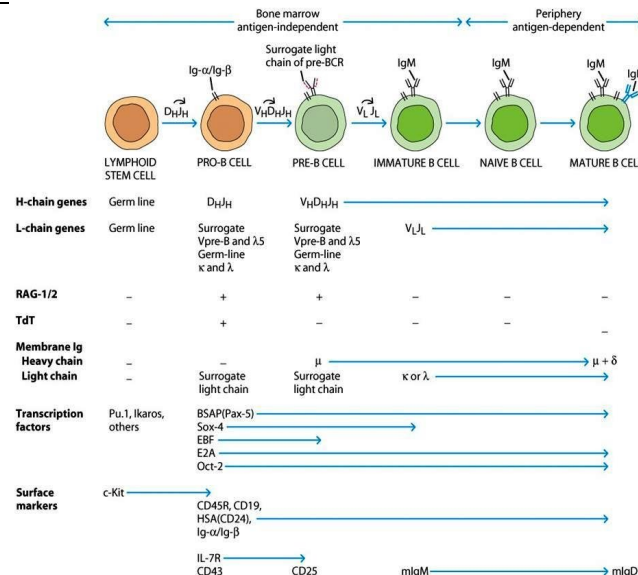 Bone marrow
antigen-independent
Periphery
antigen-dependent
Surrogate light
chain of pre-BCR
Ig-α/Ig-β
IgM
IgM
IgM
DHJH
VHDHJH
VL JL
LYMPHOID
STEM CELL
PRO-B CELL
PRE-B CELL
IMMATURE B CELL
NAIVE B CELL
MATURE B CELL
H-chain genes Germ line DHJH VHDHJH
L-chain genes Germ line Surrogate Surrogate VLJL
Vpre-B and λ5 Vpre-B and λ5
Germ-line Germ-line
κ and λ κ and λ
RAG-1/2 – + + – – –
TdT – + – – – –
Membrane Ig
Heavy chain – – μ μ + δ
Light chain – Surrogate Surrogate κ or λ
light chain light chain
Transcription Pu.1, Ikaros, BSAP(Pax-5)
factors others Sox-4
EBF
E2A
Oct-2
Surface c-Kit
markers CD45R, CD19,
HSA(CD24),
Ig-α/Ig-β
IL-7R
CD43 CD25 mIgM mIgD